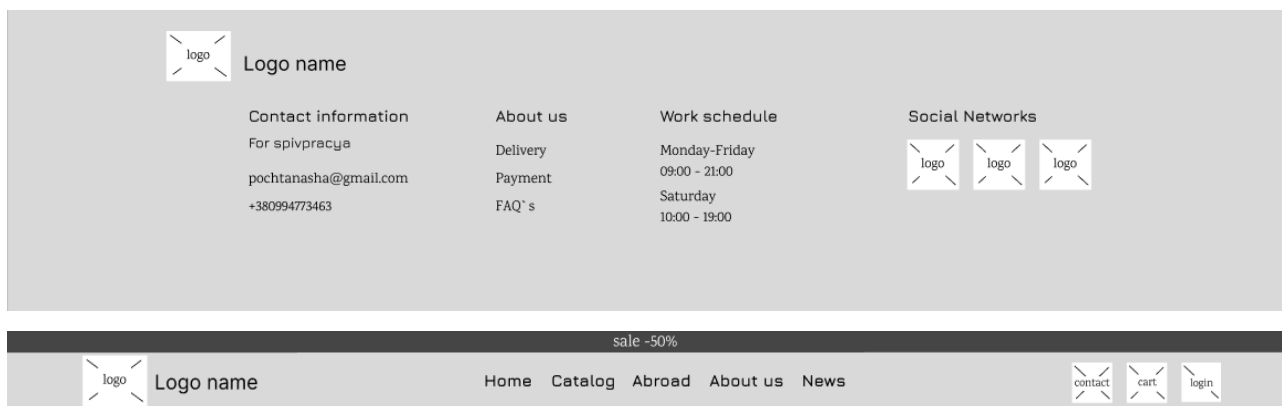 logo
Logo name
Contact information
For spivpracya
pochtanasha@gmail.com
+380994773463
About us
Delivery
Payment
FAQ`s
Work schedule
Monday-Friday
09:00 - 21:00
Saturday
10:00 - 19:00
Social Networks
logo logo logo
sale -50%
logo
Logo name
Home Catalog Abroad About us News
contact cart login